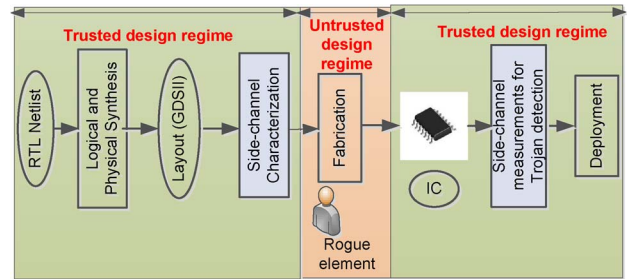 Trusted design regime
Untrusted
design
regime
Trusted design regime
RTL Netlist
Logical and
Physical Synthesis
Layout (GDSII)
Side-channel
Characterization
Fabrication
Rogue
element
IC
Side-channel
measurements for
Trojan detection
Deployment